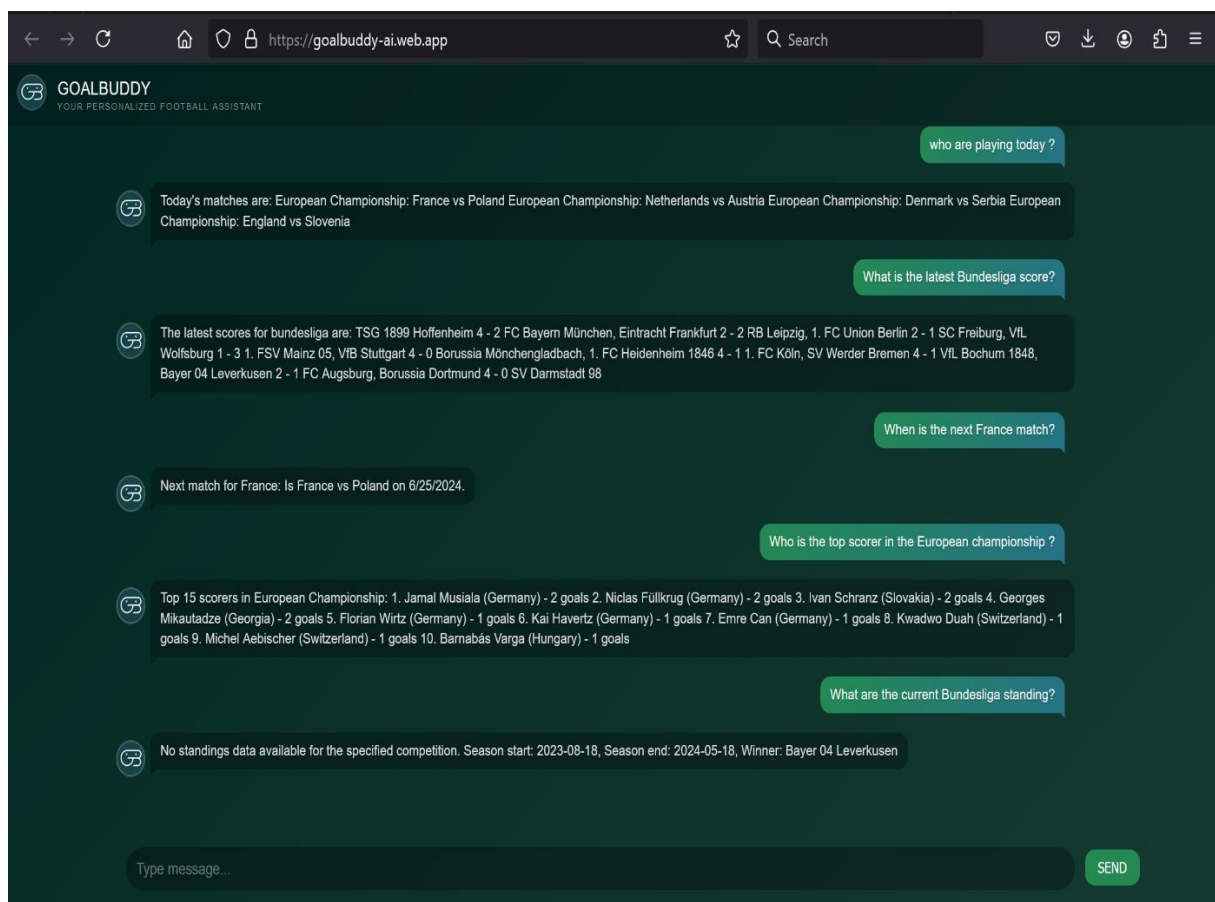 https://goalbuddy-ai.web.app
Search
GB
GOALBUDDY
YOUR PERSONALIZED FOOTBALL ASSISTANT
who are playing today ?
GB
Today's matches are: European Championship: France vs Poland European Championship: Netherlands vs Austria European Championship: Denmark vs Serbia European
Championship: England vs Slovenia
What is the latest Bundesliga score?
GB
The latest scores for bundesliga are: TSG 1899 Hoffenheim 4 - 2 FC Bayern München, Eintracht Frankfurt 2 - 2 RB Leipzig, 1. FC Union Berlin 2 - 1 SC Freiburg, VfL
Wolfsburg 1 - 3 1. FSV Mainz 05, VfB Stuttgart 4 - 0 Borussia Mönchengladbach, 1. FC Heidenheim 1846 4 - 1 1. FC Köln, SV Werder Bremen 4 - 1 VfL Bochum 1848,
Bayer 04 Leverkusen 2 - 1 FC Augsburg, Borussia Dortmund 4 - 0 SV Darmstadt 98
When is the next France match?
GB
Next match for France: Is France vs Poland on 6/25/2024.
Who is the top scorer in the European championship ?
GB
Top 15 scorers in European Championship: 1. Jamal Musiala (Germany) - 2 goals 2. Niclas Füllkrug (Germany) - 2 goals 3. Ivan Schranz (Slovakia) - 2 goals 4. Georges
Mikautadze (Georgia) - 2 goals 5. Florian Wirtz (Germany) - 1 goals 6. Kai Havertz (Germany) - 1 goals 7. Emre Can (Germany) - 1 goals 8. Kwadwo Duah (Switzerland) - 1
goals 9. Michel Aebischer (Switzerland) - 1 goals 10. Barnabás Varga (Hungary) - 1 goals
What are the current Bundesliga standing?
GB
No standings data available for the specified competition. Season start: 2023-08-18, Season end: 2024-05-18, Winner: Bayer 04 Leverkusen
Type message...
SEND